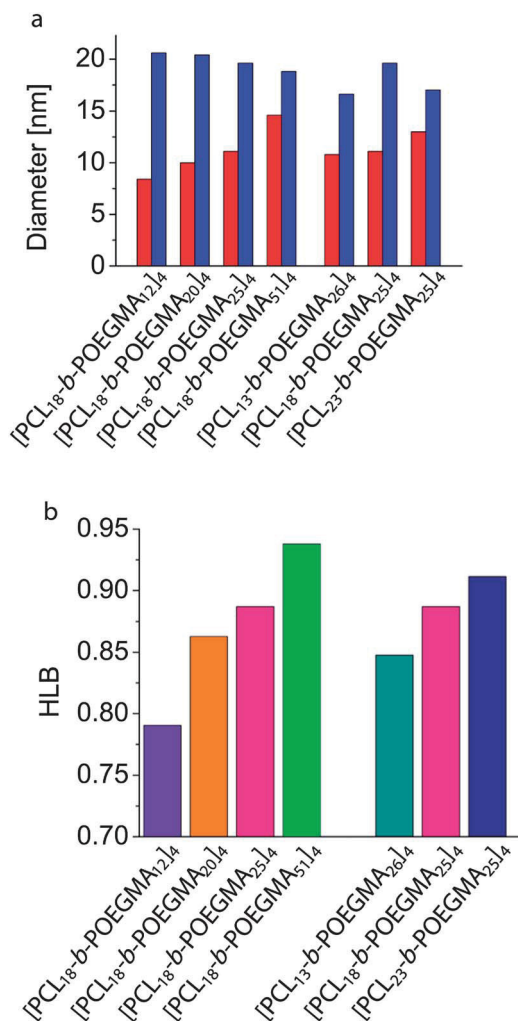 a
Diameter [nm]
20
15
10
5
0
[PCL18-b-POEGMA12]4
[PCL18-b-POEGMA20]4
[PCL18-b-POEGMA25]4
[PCL18-b-POEGMA51]4
[PCL13-b-POEGMA26]4
[PCL18-b-POEGMA25]4
[PCL23-b-POEGMA25]4
b
HLB
0.95
0.90
0.85
0.80
0.75
0.70
[PCL18-b-POEGMA12]4
[PCL18-b-POEGMA20]4
[PCL18-b-POEGMA25]4
[PCL18-b-POEGMA51]4
[PCL13-b-POEGMA26]4
[PCL18-b-POEGMA25]4
[PCL23-b-POEGMA25]4